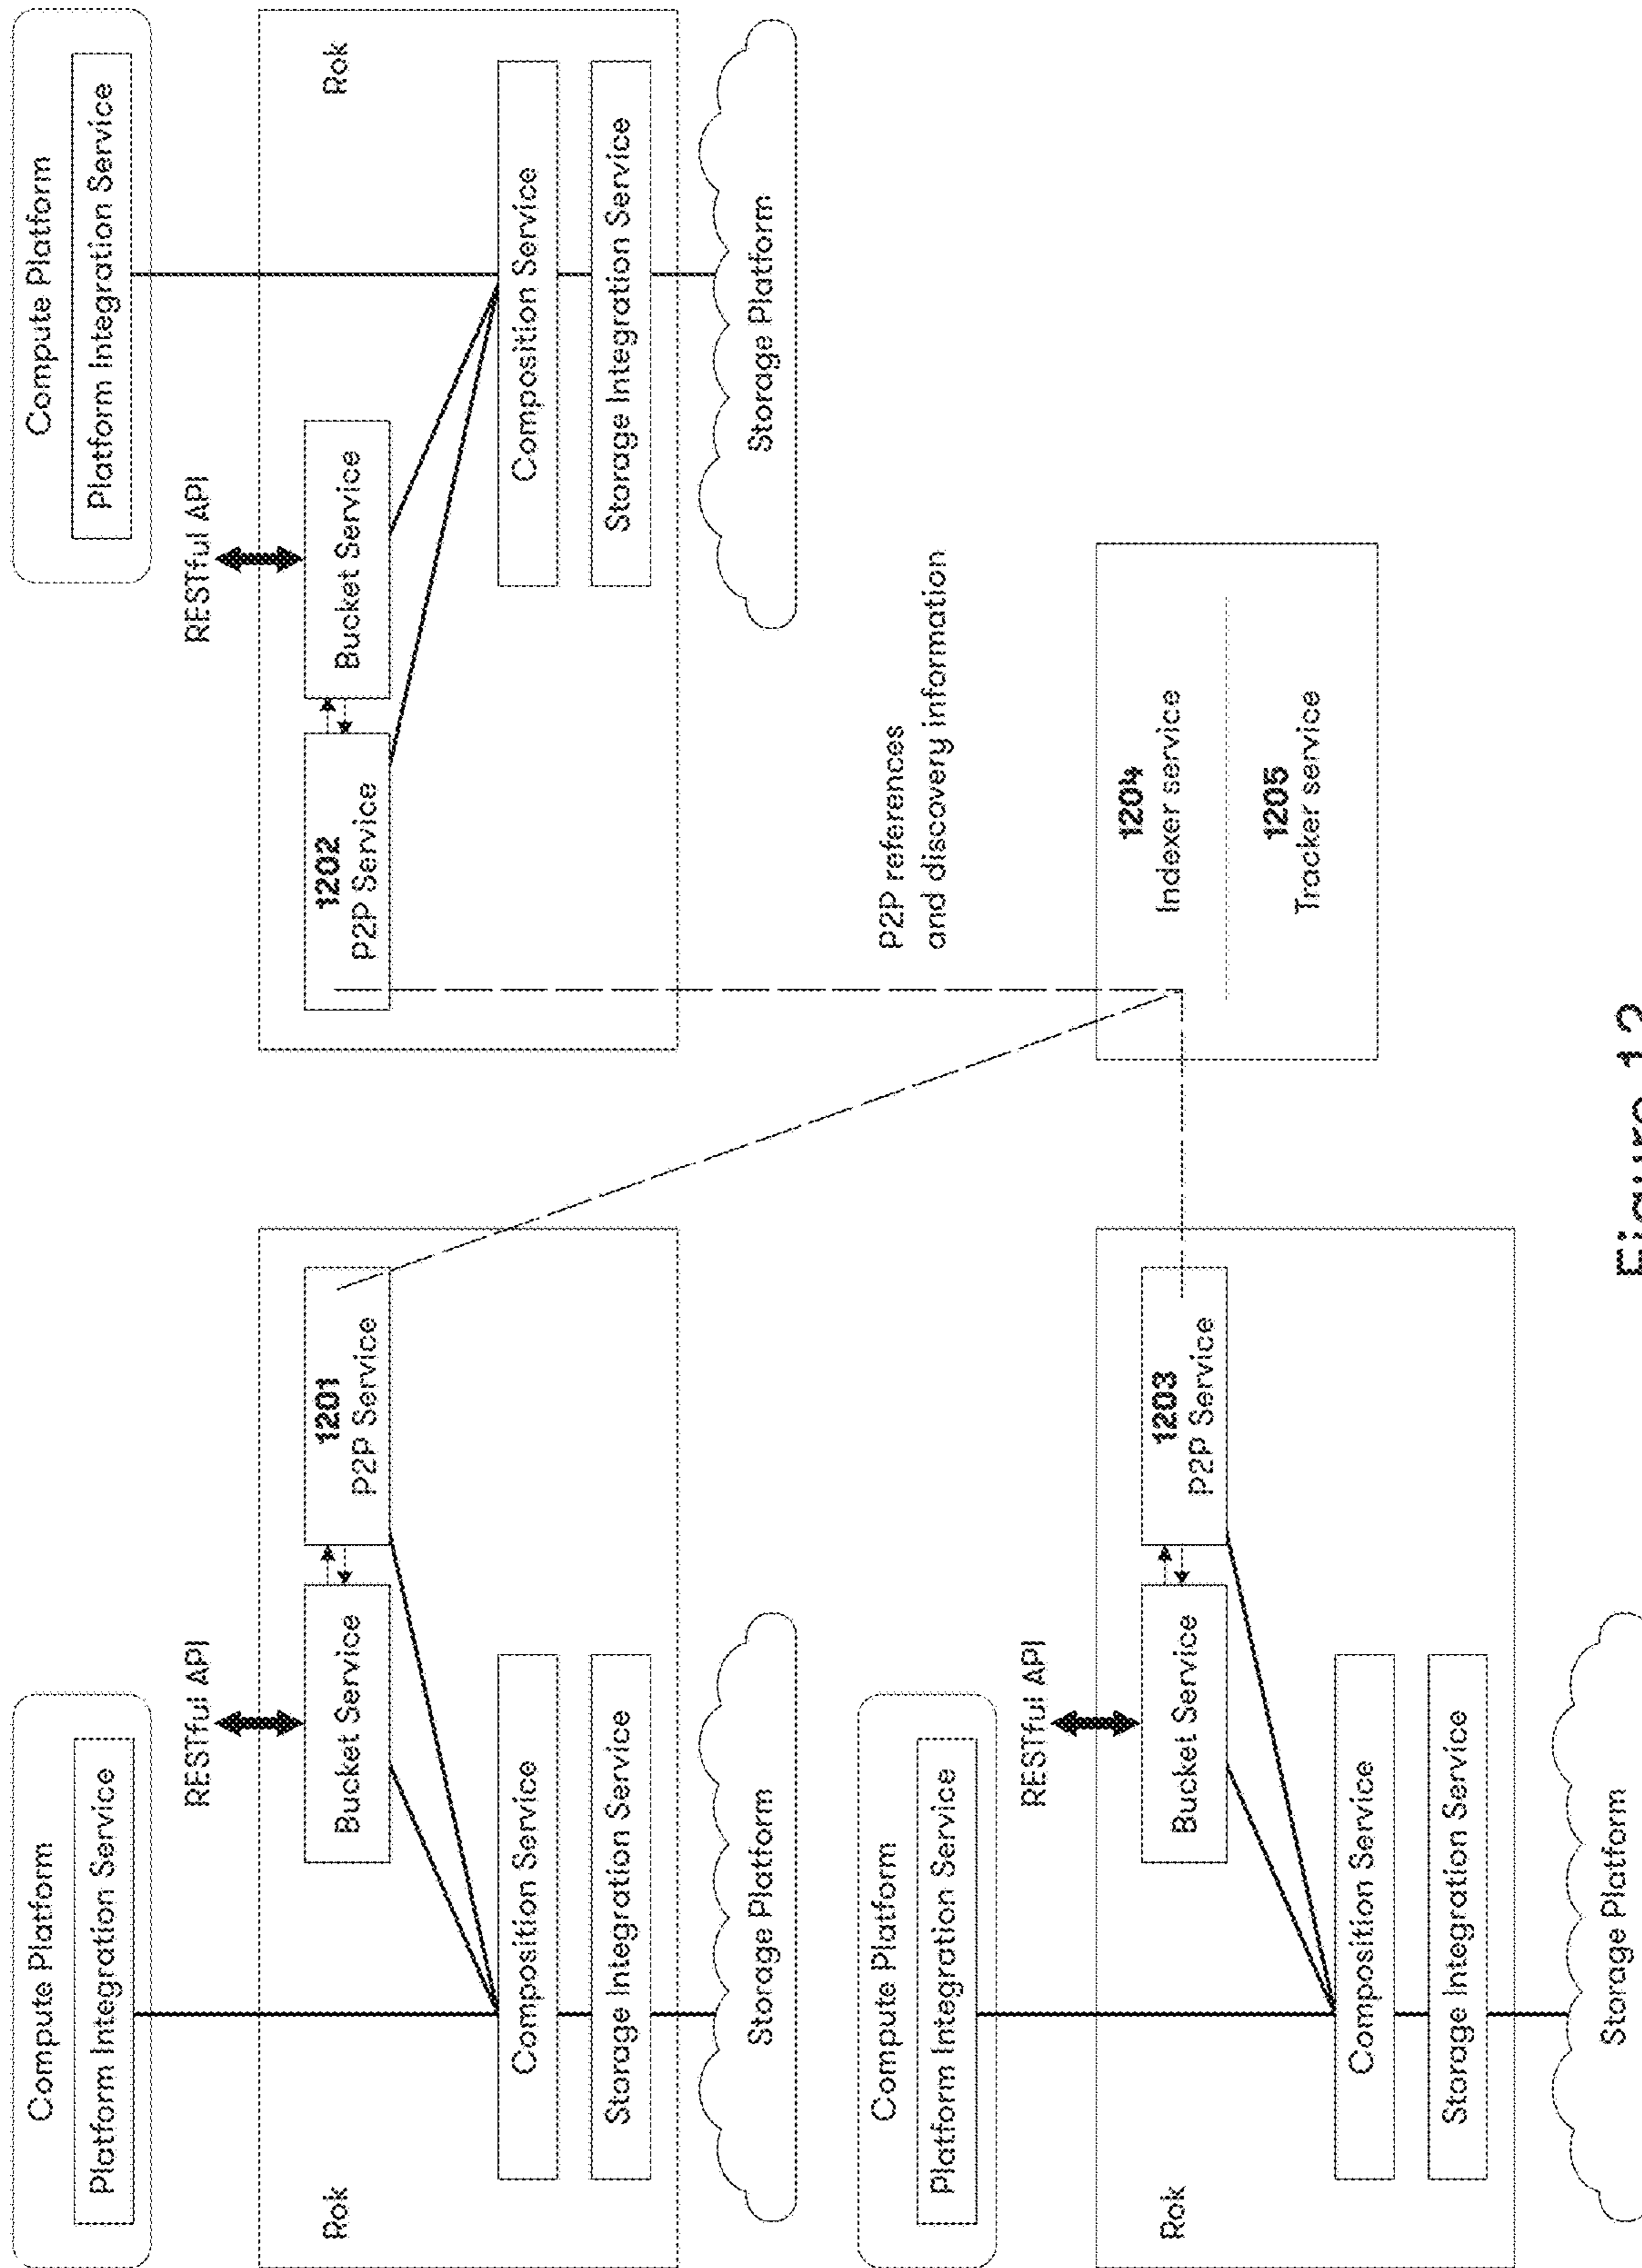 Compute Platform
Platform Integration Service
RESTful API
Rok
Bucket Service
1201
P2P Service
Composition Service
Storage Integration Service
Storage Platform
Compute Platform
Platform Integration Service
RESTful API
Rok
1202
P2P Service
Bucket Service
Composition Service
Storage Integration Service
Storage Platform
Compute Platform
Platform Integration Service
RESTful API
Rok
Bucket Service
1203
P2P Service
Composition Service
Storage Integration Service
Storage Platform
P2P references
and discovery information
1204
Indexer service
1205
Tracker service
Figure 12